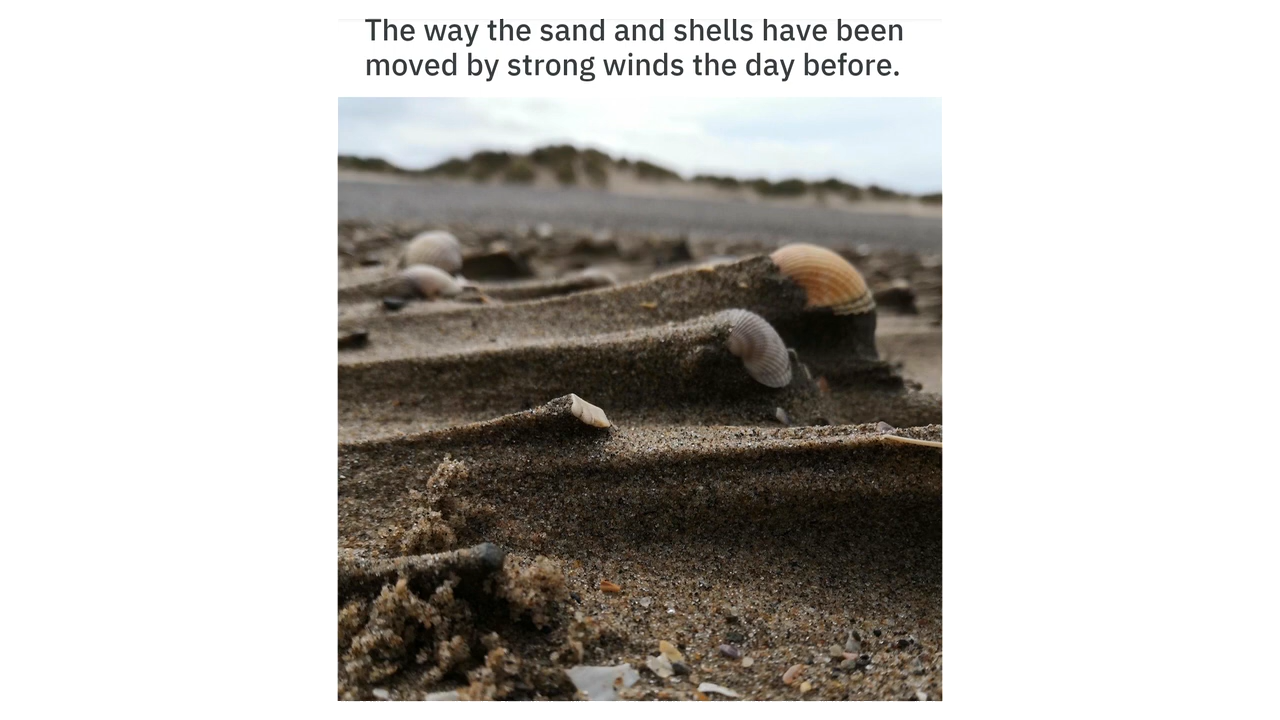 The way the sand and shells have been
moved by strong winds the day before.